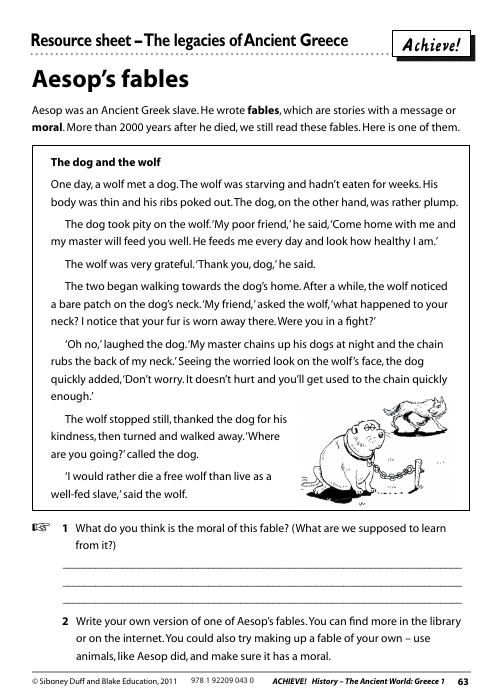 Resource sheet – The legacies of Ancient Greece
Achieve!
Aesop's fables
Aesop was an Ancient Greek slave. He wrote fables, which are stories with a message or
moral. More than 2000 years after he died, we still read these fables. Here is one of them.
The dog and the wolf
One day, a wolf met a dog. The wolf was starving and hadn't eaten for weeks. His
body was thin and his ribs poked out. The dog, on the other hand, was rather plump.
The dog took pity on the wolf. 'My poor friend,' he said, 'Come home with me and
my master will feed you well. He feeds me every day and look how healthy I am.'
The wolf was very grateful. 'Thank you, dog,' he said.
The two began walking towards the dog's home. After a while, the wolf noticed
a bare patch on the dog's neck. 'My friend,' asked the wolf, 'what happened to your
neck? I notice that your fur is worn away there. Were you in a fight?'
'Oh no,' laughed the dog. 'My master chains up his dogs at night and the chain
rubs the back of my neck.' Seeing the worried look on the wolf's face, the dog
quickly added, 'Don't worry. It doesn't hurt and you'll get used to the chain quickly
enough.'
The wolf stopped still, thanked the dog for his
kindness, then turned and walked away. 'Where
are you going?' called the dog.
'I would rather die a free wolf than live as a
well-fed slave,' said the wolf.
1 What do you think is the moral of this fable? (What are we supposed to learn
from it?)
2 Write your own version of one of Aesop's fables. You can find more in the library
or on the internet. You could also try making up a fable of your own – use
animals, like Aesop did, and make sure it has a moral.
© Siboney Duff and Blake Education, 2011 978 1 92209 043 0 ACHIEVE! History – The Ancient World: Greece 1 63